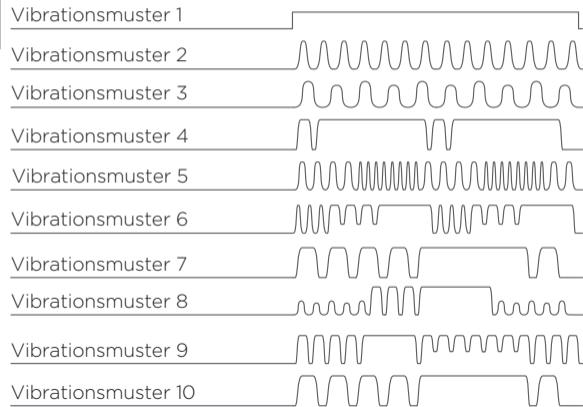 Vibrationsmuster 1
Vibrationsmuster 2
Vibrationsmuster 3
Vibrationsmuster 4
Vibrationsmuster 5
Vibrationsmuster 6
Vibrationsmuster 7
Vibrationsmuster 8
Vibrationsmuster 9
Vibrationsmuster 10